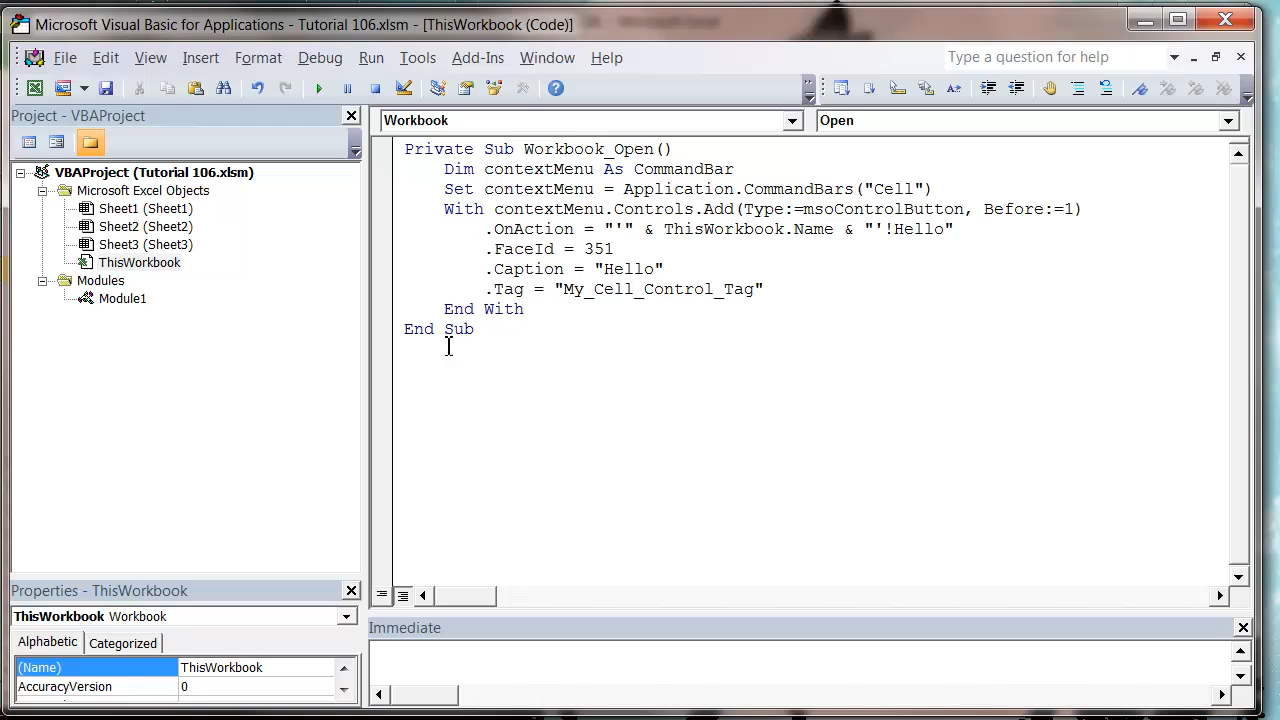 Microsoft Visual Basic for Applications - Tutorial 106.xlsm - [ThisWorkbook (Code)]
File Edit View Insert Format Debug Run Tools Add-Ins Window Help
Type a question for help
Project - VBAProject
VBAProject (Tutorial 106.xlsm)
Microsoft Excel Objects
Sheet1 (Sheet1)
Sheet2 (Sheet2)
Sheet3 (Sheet3)
ThisWorkbook
Modules
Module1
Properties - ThisWorkbook
ThisWorkbook Workbook
Alphabetic Categorized
(Name) ThisWorkbook
AccuracyVersion 0
Workbook Open
Private Sub Workbook_Open()
Dim contextMenu As CommandBar
Set contextMenu = Application.CommandBars("Cell")
With contextMenu.Controls.Add(Type:=msoControlButton, Before:=1)
.OnAction = "'" & ThisWorkbook.Name & "'!Hello"
.FaceId = 351
.Caption = "Hello"
.Tag = "My_Cell_Control_Tag"
End With
End Sub
Immediate